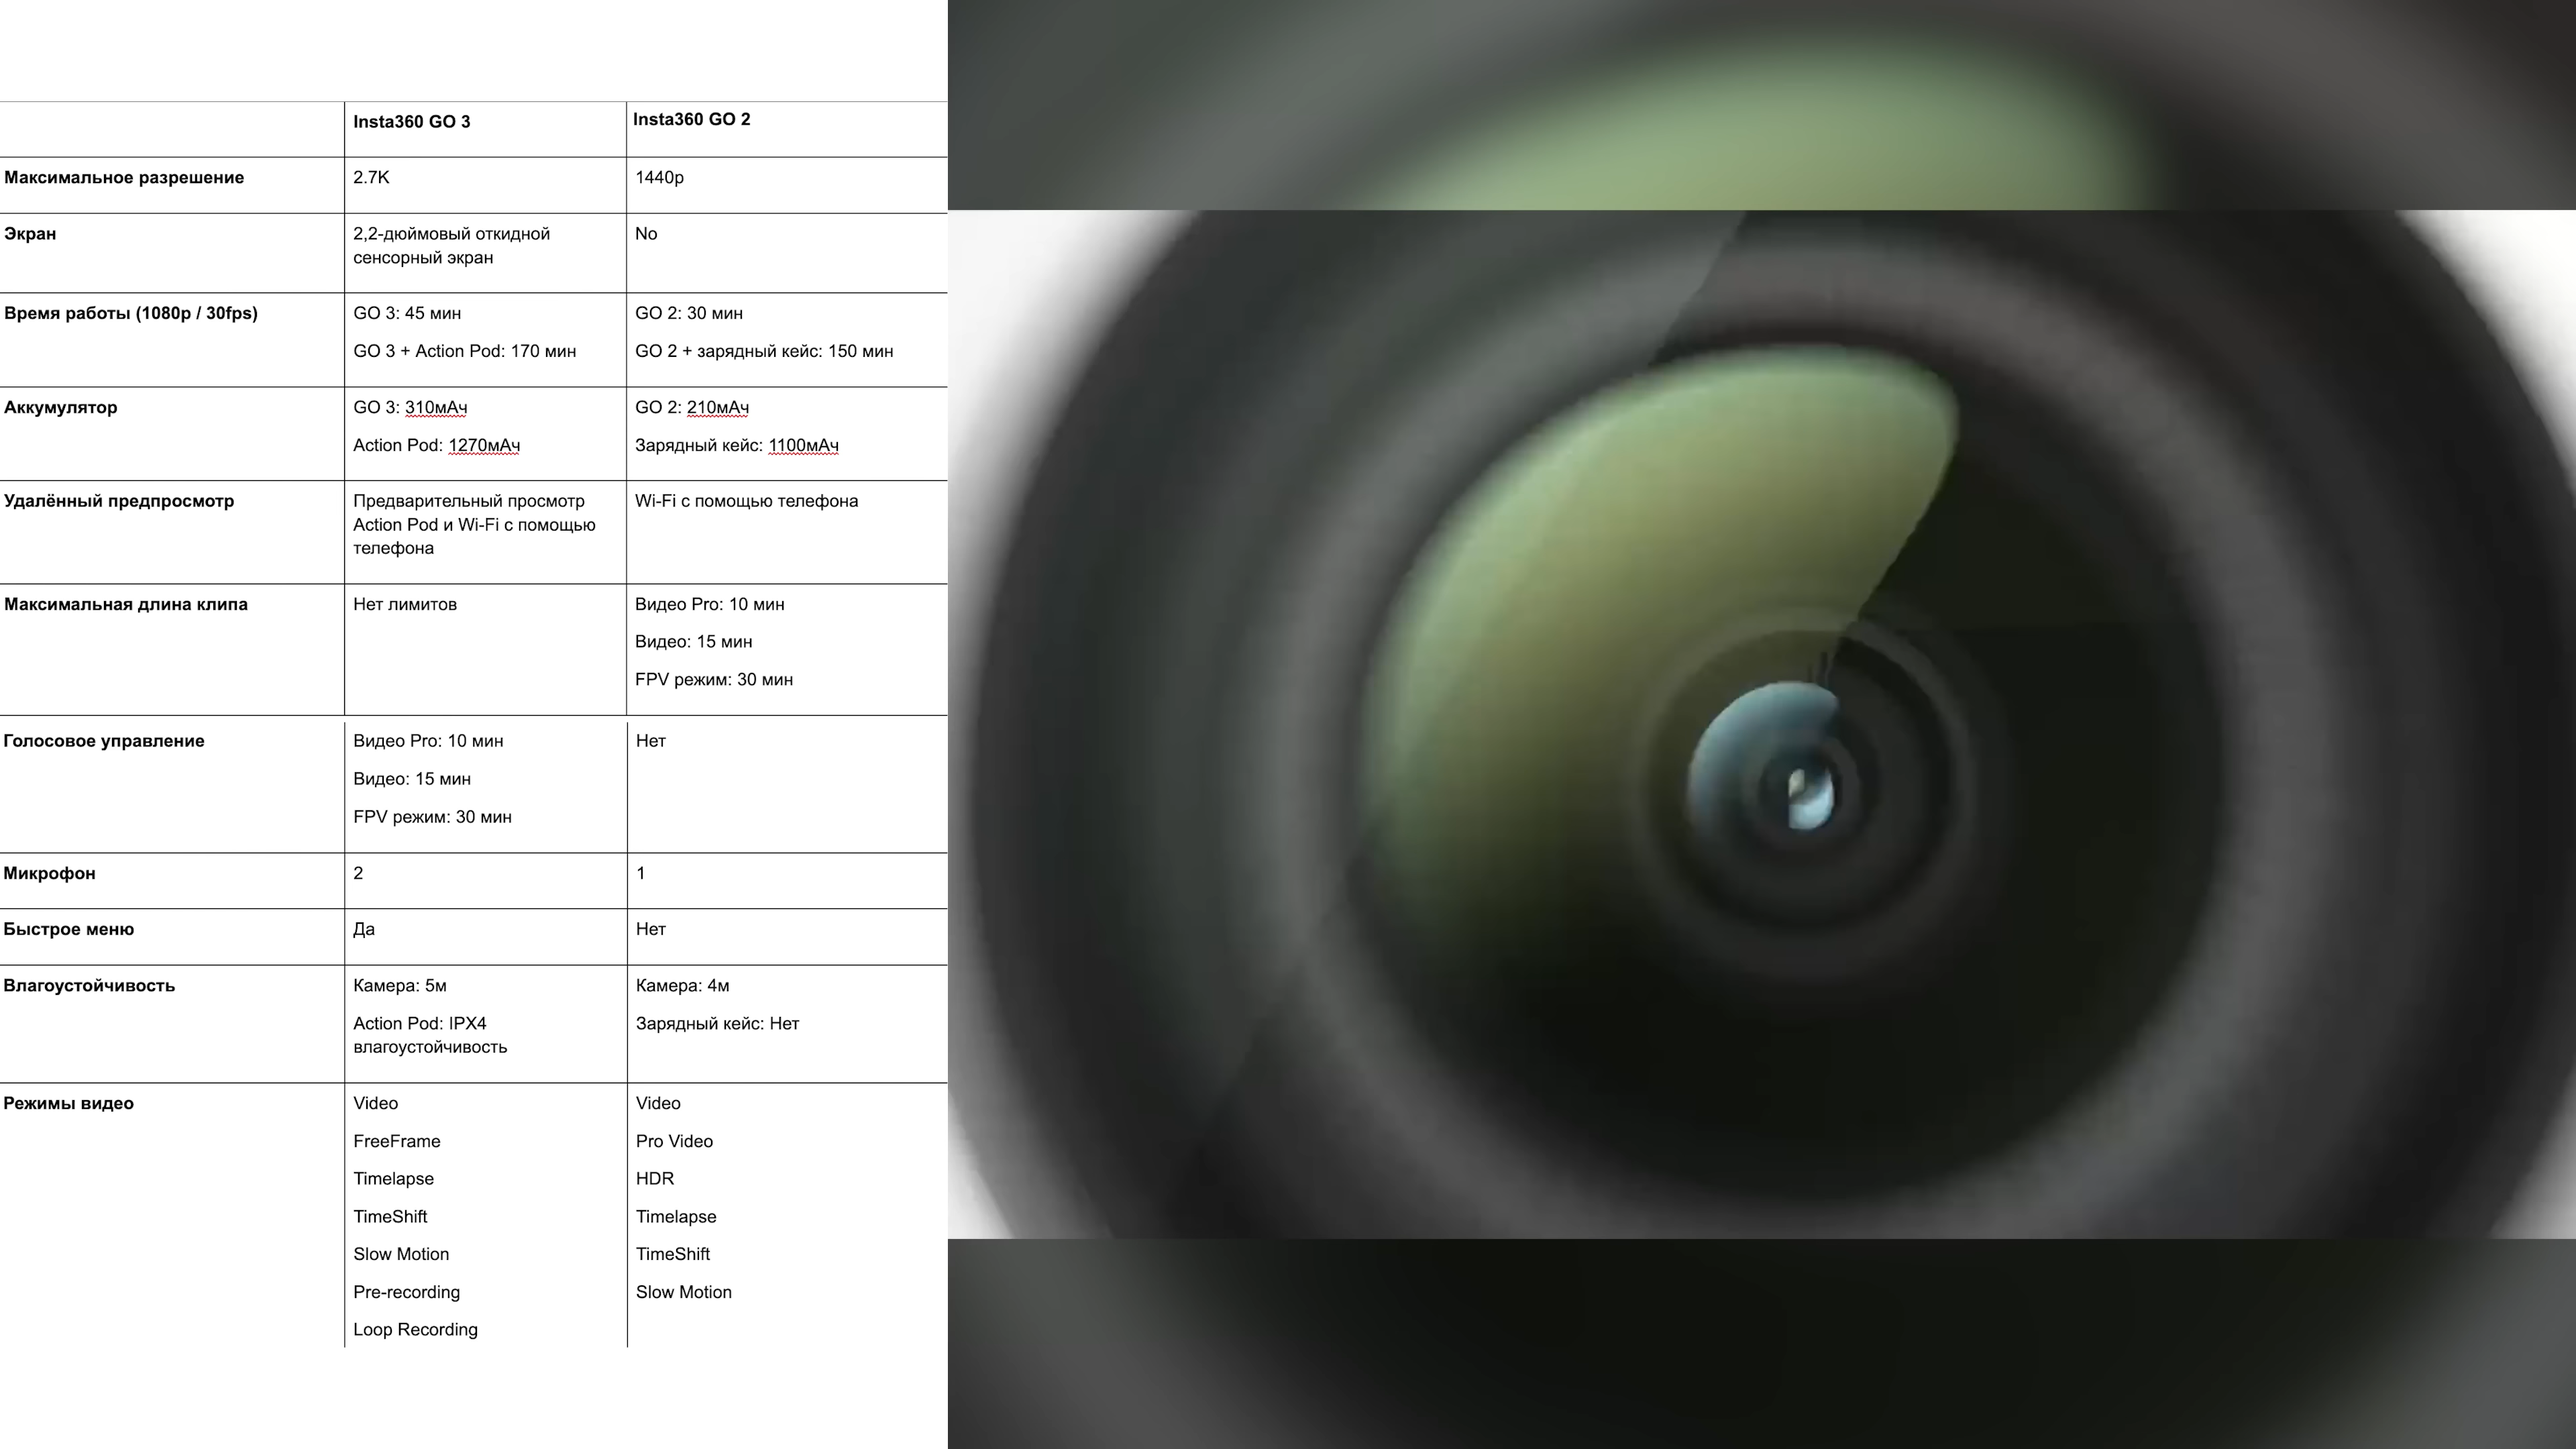 Insta360 GO 3
Insta360 GO 2
Максимальное разрешение
2.7K
1440p
Экран
2,2-дюймовый откидной
сенсорный экран
No
Время работы (1080p / 30fps)
GO 3: 45 мин
GO 3 + Action Pod: 170 мин
GO 2: 30 мин
GO 2 + зарядный кейс: 150 мин
Аккумулятор
GO 3: 310мАч
Action Pod: 1270мАч
GO 2: 210мАч
Зарядный кейс: 1100мАч
Удалённый предпросмотр
Предварительный просмотр
Action Pod и Wi-Fi с помощью
телефона
Wi-Fi с помощью телефона
Максимальная длина клипа
Нет лимитов
Видео Pro: 10 мин
Видео: 15 мин
FPV режим: 30 мин
Голосовое управление
Видео Pro: 10 мин
Видео: 15 мин
FPV режим: 30 мин
Нет
Микрофон
2
1
Быстрое меню
Да
Нет
Влагоустойчивость
Камера: 5м
Action Pod: IPX4
влагоустойчивость
Камера: 4м
Зарядный кейс: Нет
Режимы видео
Video
FreeFrame
Timelapse
TimeShift
Slow Motion
Pre-recording
Loop Recording
Video
Pro Video
HDR
Timelapse
TimeShift
Slow Motion